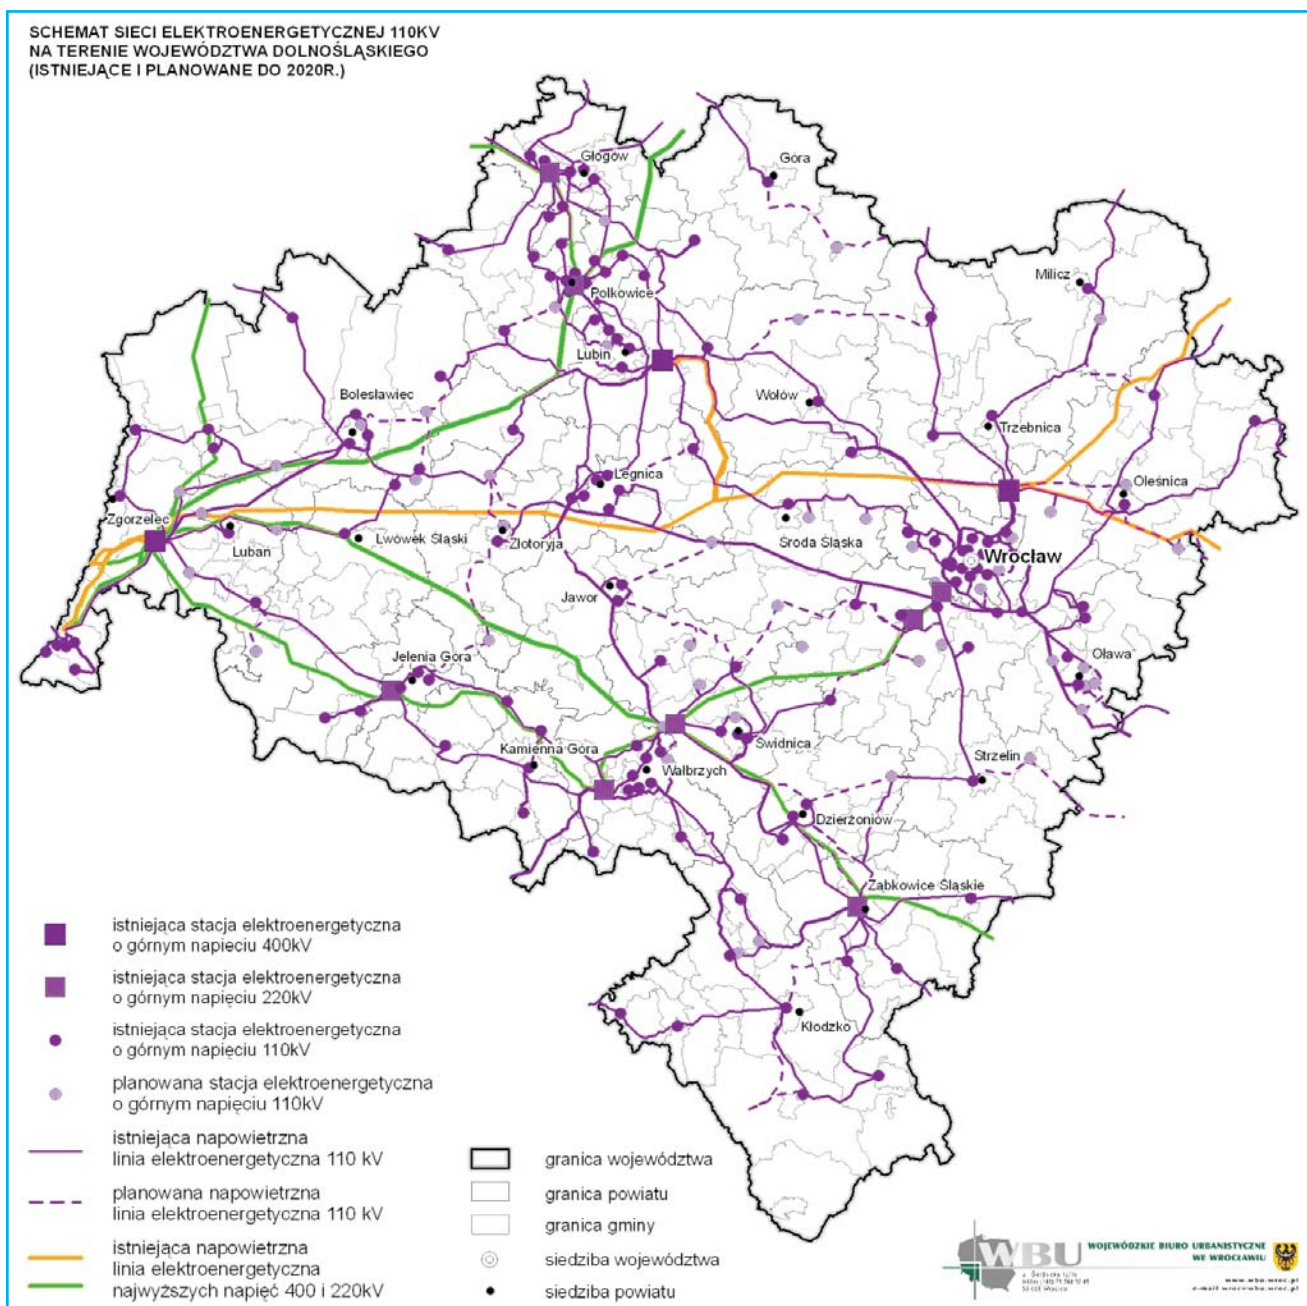 SCHEMAT SIECI ELEKTROENERGETYCZNEJ 110KV
NA TERENIE WOJEWÓDZTWA DOLNOŚLĄSKIEGO
(ISTNIEJĄCE I PLANOWANE DO 2020R.)
Głogów
Góra
Milicz
Polkowice
Lubin
Bolesławiec
Wołów
Trzebnica
Legnica
Oleśnica
Zgorzelec
Lubań
Lwówek Śląski
Złotoryja
Środa Śląska
Wrocław
Jawor
Jelenia Góra
Oława
Kamienna Góra
Świdnica
Strzelin
Wałbrzych
Dzierżoniów
Ząbkowice Śląskie
Kłodzko
istniejąca stacja elektroenergetyczna
o górnym napięciu 400kV
istniejąca stacja elektroenergetyczna
o górnym napięciu 220kV
istniejąca stacja elektroenergetyczna
o górnym napięciu 110kV
planowana stacja elektroenergetyczna
o górnym napięciu 110kV
istniejąca napowietrzna
linia elektroenergetyczna 110 kV
planowana napowietrzna
linia elektroenergetyczna 110 kV
istniejąca napowietrzna
linia elektroenergetyczna
najwyższych napięć 400 i 220kV
granica województwa
granica powiatu
granica gminy
siedziba województwa
siedziba powiatu
WBU
WOJEWÓDZKIE BIURO URBANISTYCZNE
WE WROCŁAWIU
www.wbu.wroc.pl